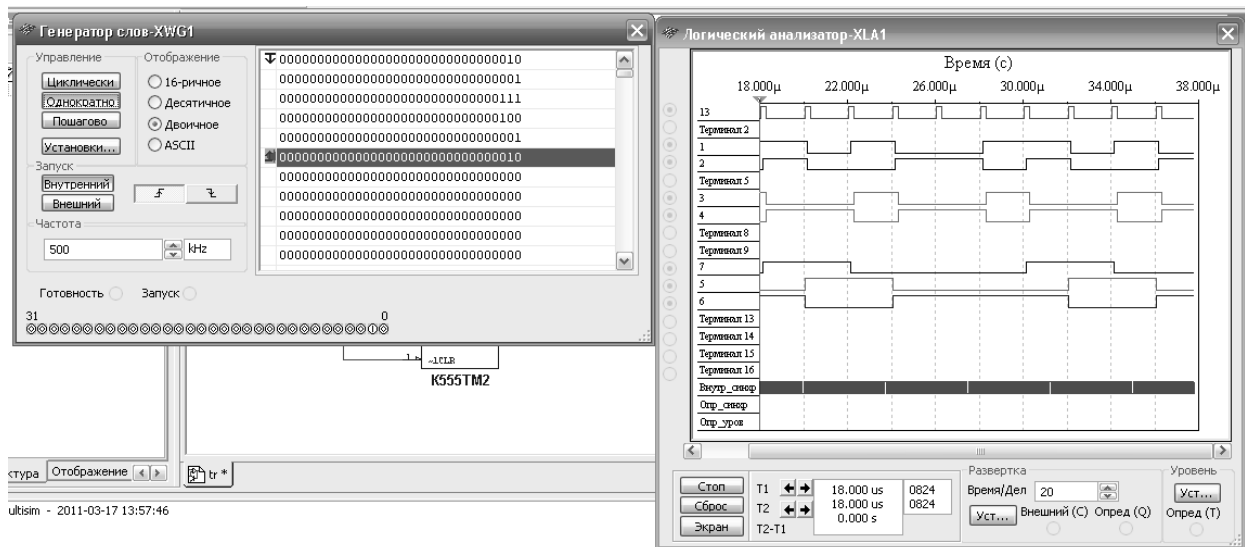 Генератор слов-XWG1
Управление
Циклически
Однократно
Пошагово
Установки...
Отображение
16-ричное
Десятичное
Двоичное
ASCII
Запуск
Внутренний
Внешний
Частота
500
kHz
Готовность
Запуск
00000000000000000000000000000010
00000000000000000000000000000001
00000000000000000000000000000111
00000000000000000000000000000100
00000000000000000000000000000001
00000000000000000000000000000010
00000000000000000000000000000000
00000000000000000000000000000000
00000000000000000000000000000000
00000000000000000000000000000000
00000000000000000000000000000000
31 0
1
~1CLR
K555TM2
ктура Отображение
tr *
ultisim - 2011-03-17 13:57:46
Логический анализатор-XLA1
Время (с)
18.000µ 22.000µ 26.000µ 30.000µ 34.000µ 38.000µ
13
Терминал 2
1
2
Терминал 5
3
4
Терминал 8
Терминал 9
7
5
6
Терминал 13
Терминал 14
Терминал 15
Терминал 16
Внутр_синхр
Опр_синхр
Опр_уров
Стоп
Сброс
Экран
T1 18.000 us 0824
T2 18.000 us 0824
T2-T1 0.000 s
Развертка
Время/Дел 20
Уст...
Внешний (C) Опред (Q)
Уровень
Уст...
Опред (T)